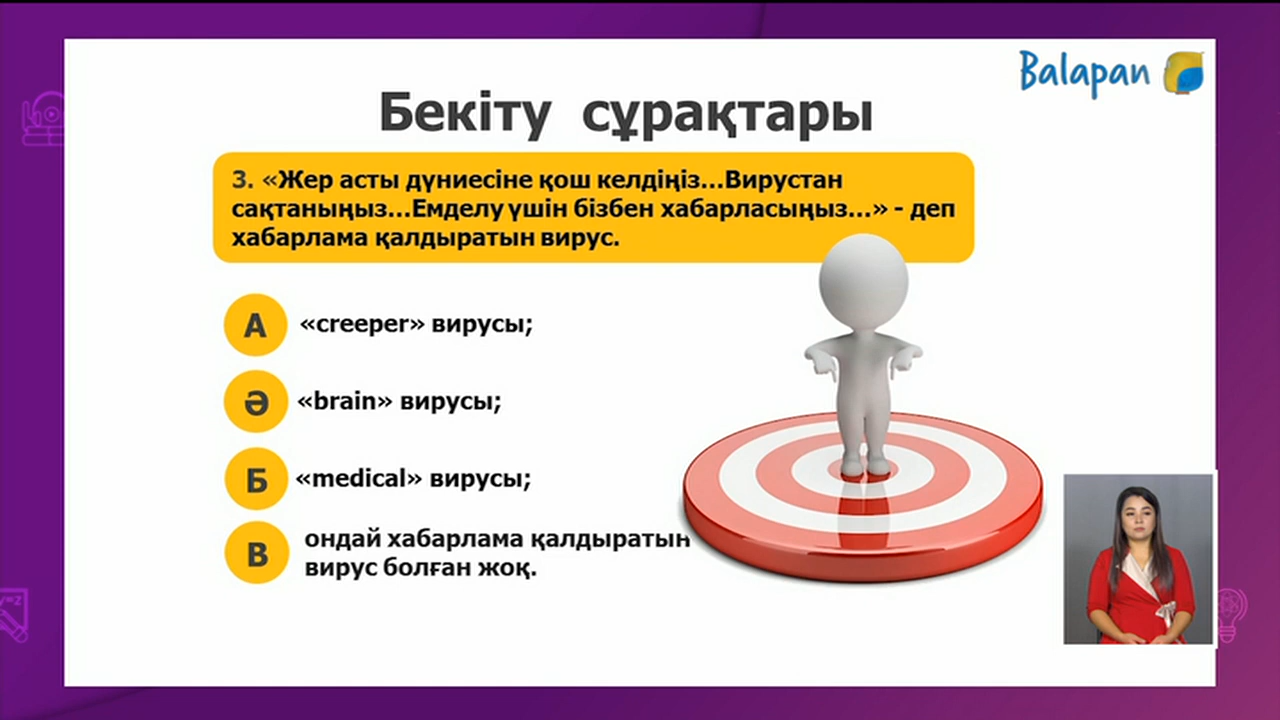 Balapan
Бекіту сұрақтары
3. «Жер асты дүниесіне қош келдіңіз...Вирустан
сақтаныңыз...Емделу үшін бізбен хабарласыңыз...» - деп
хабарлама қалдыратын вирус.
А «creeper» вирусы;
Ә «brain» вирусы;
Б «medical» вирусы;
В ондай хабарлама қалдыратын
вирус болған жоқ.